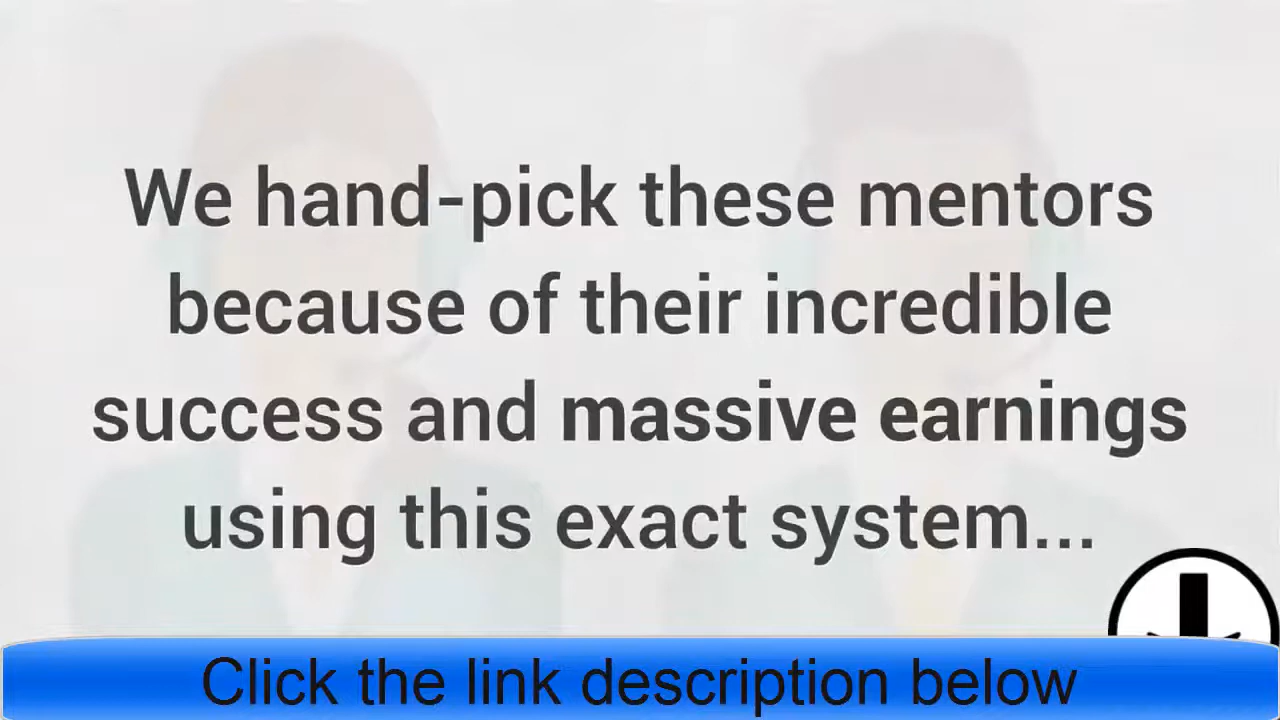 We hand-pick these mentors
because of their incredible
success and massive earnings
using this exact system...
Click the link description below